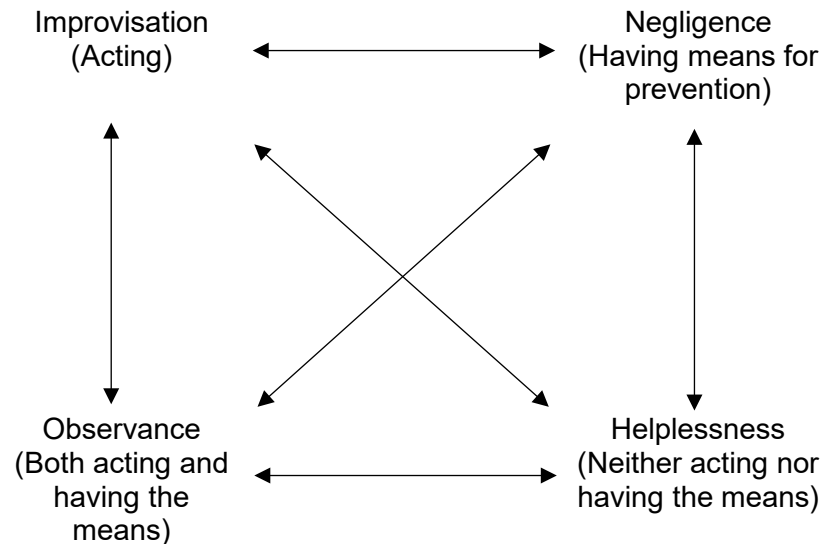 Improvisation
(Acting)
Negligence
(Having means for
prevention)
Observance
(Both acting and
having the
means)
Helplessness
(Neither acting nor
having the means)